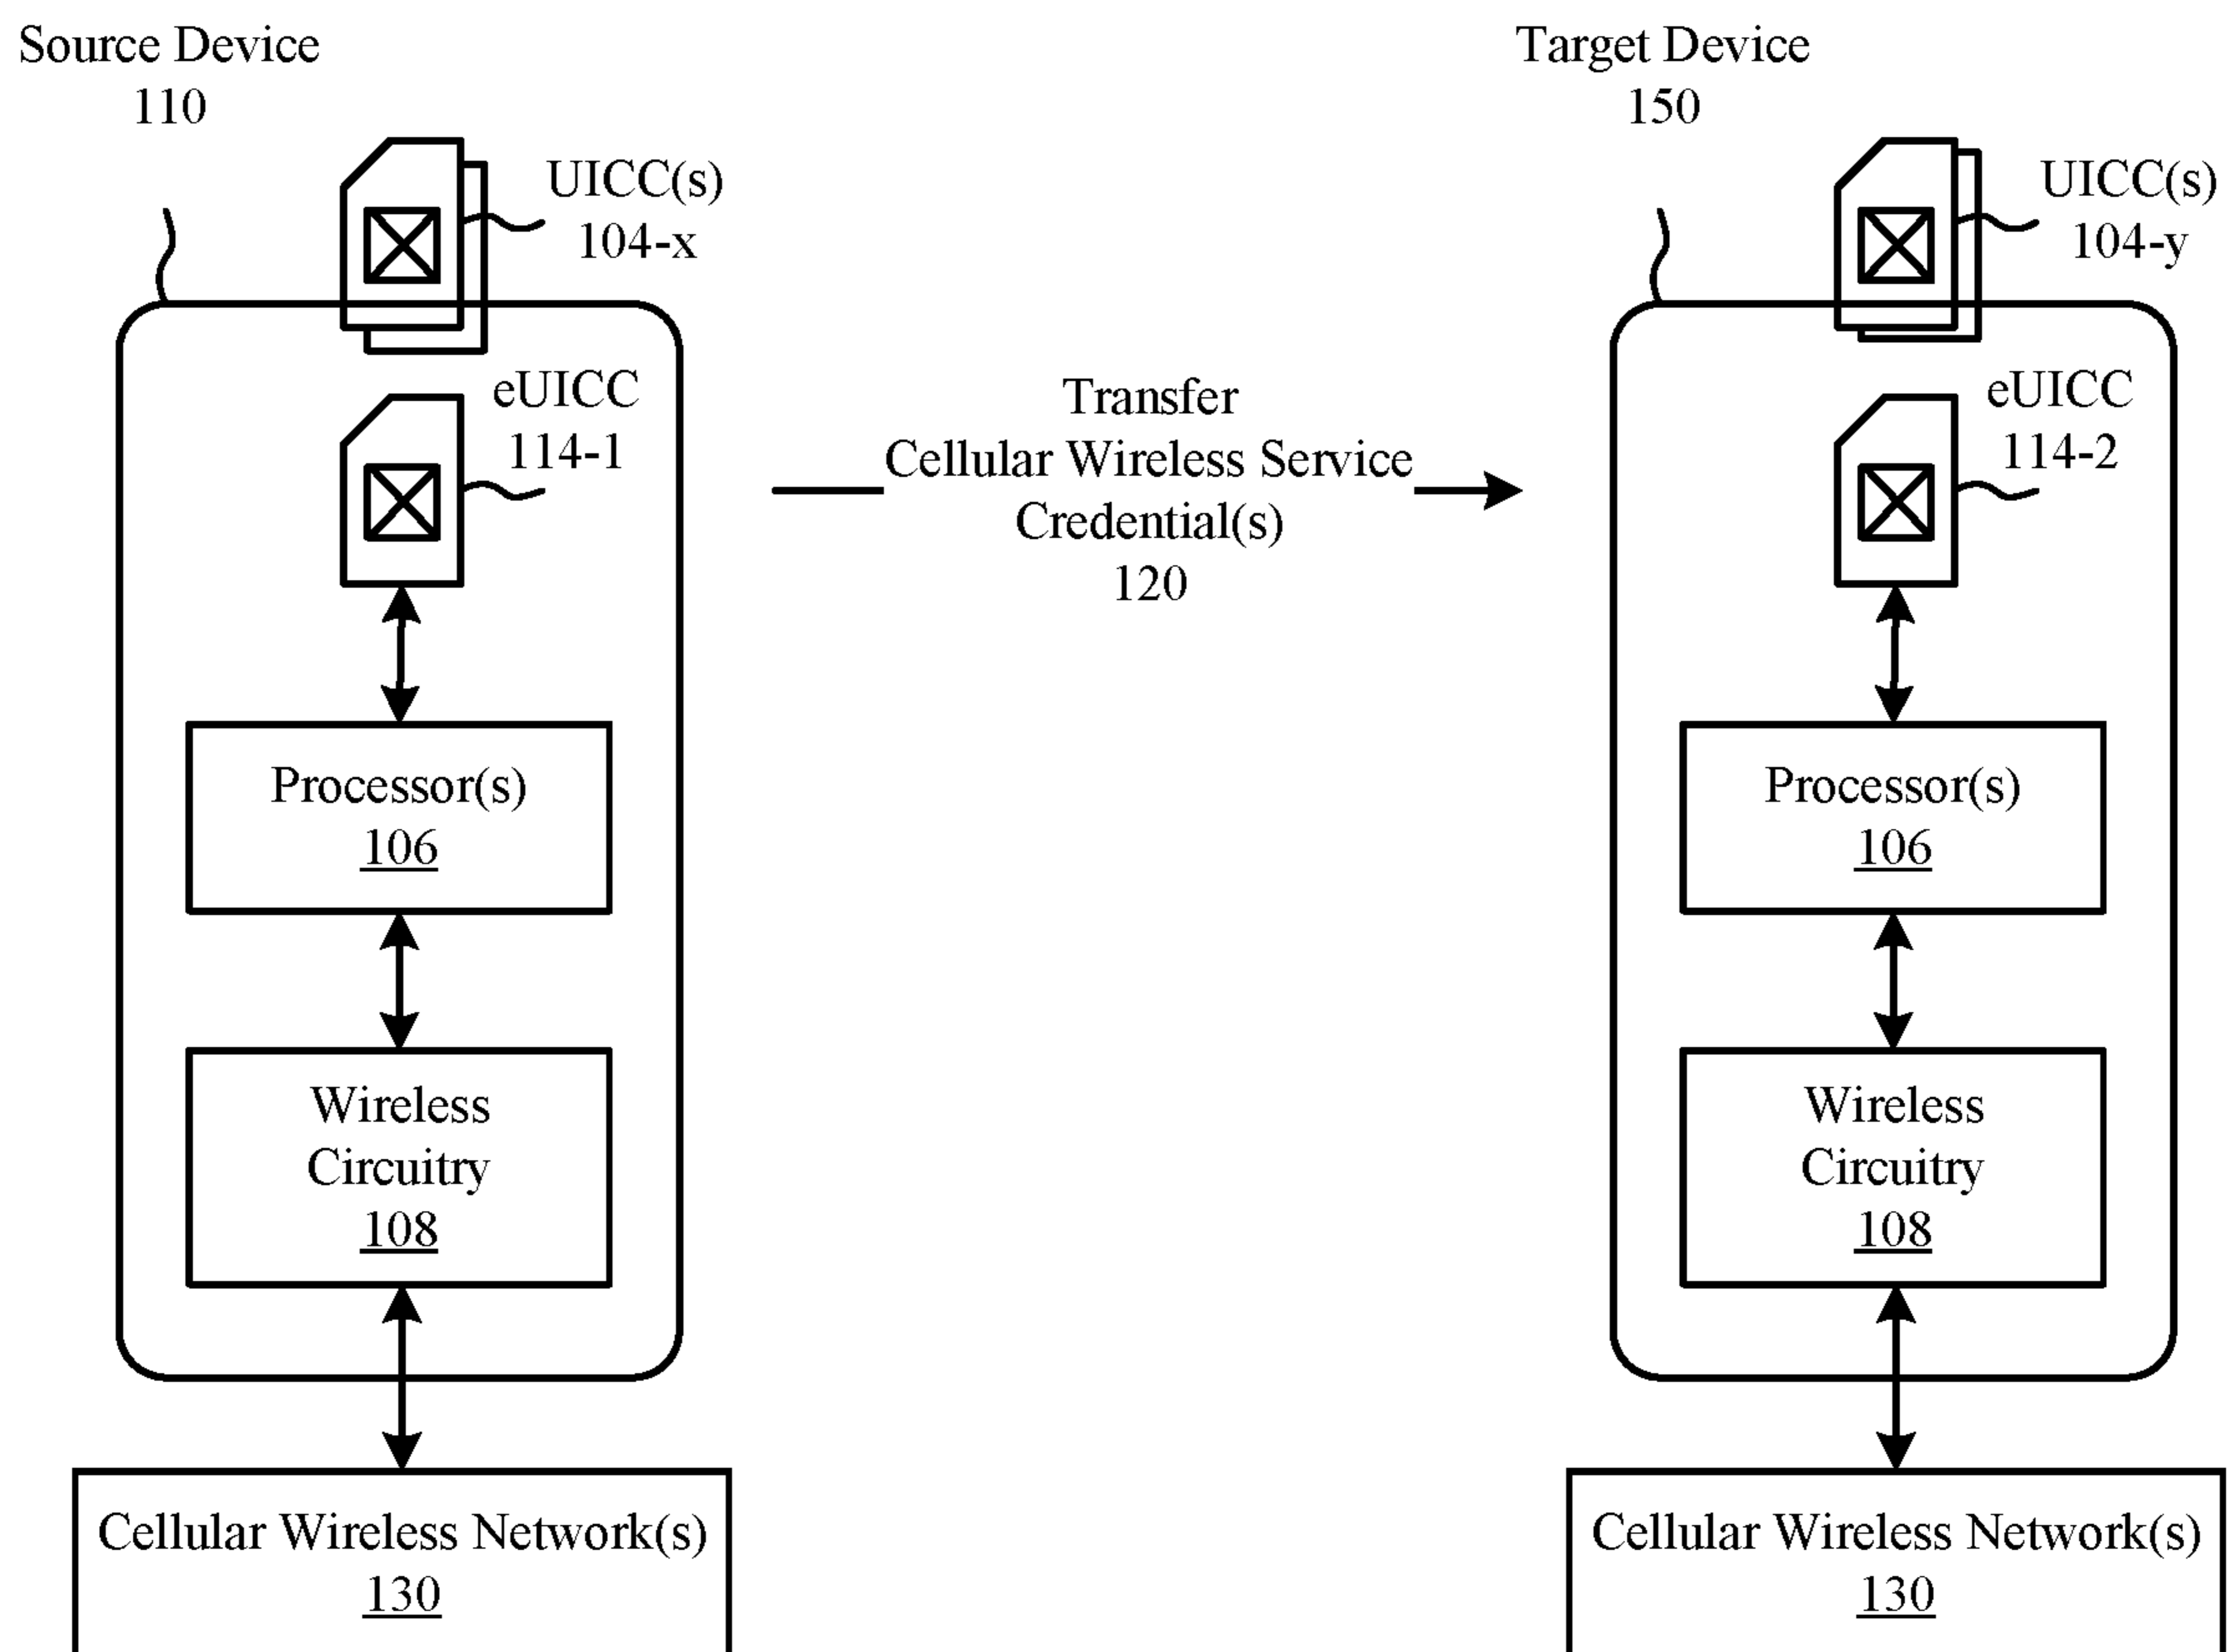 Source Device
110
UICC(s)
104-x
eUICC
114-1
Processor(s)
106
Wireless
Circuitry
108
Cellular Wireless Network(s)
130
Transfer
Cellular Wireless Service
Credential(s)
120
Target Device
150
UICC(s)
104-y
eUICC
114-2
Processor(s)
106
Wireless
Circuitry
108
Cellular Wireless Network(s)
130